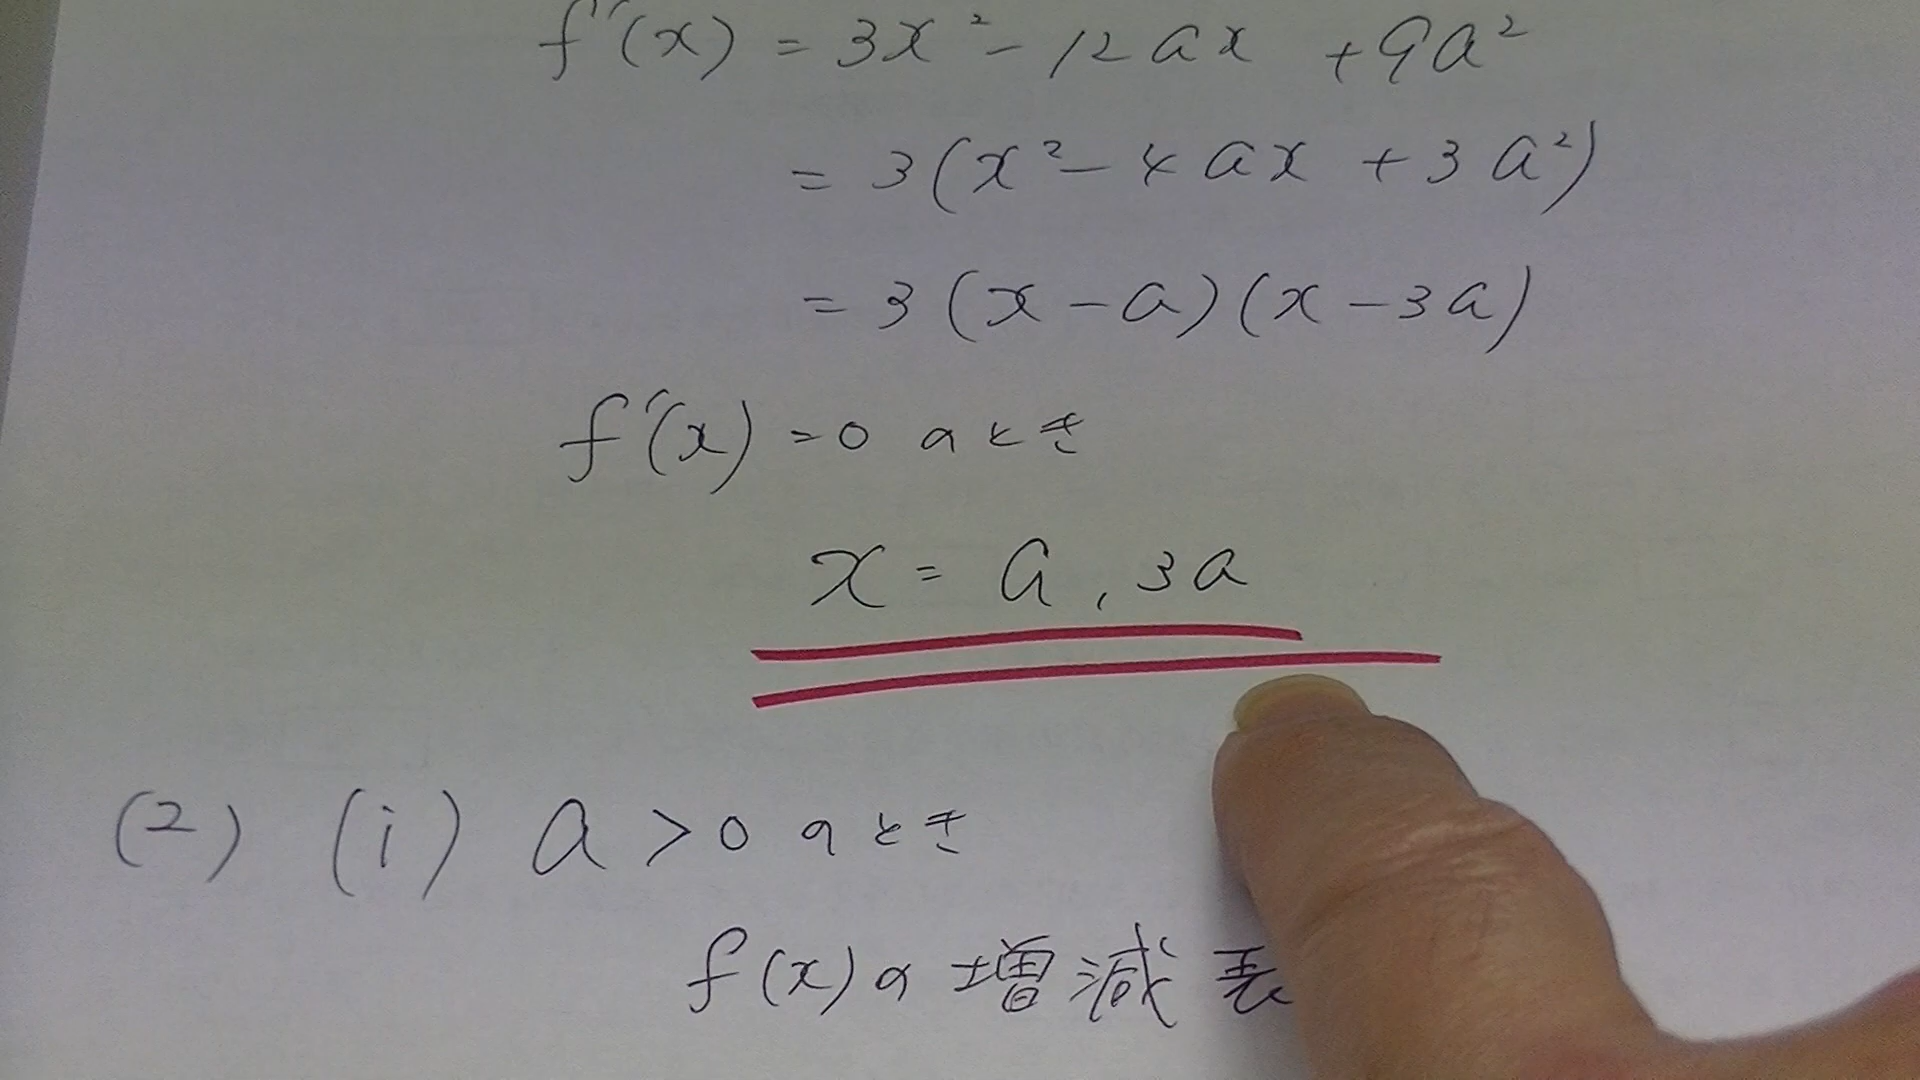 f'(x) = 3x² - 12ax + 9a²
= 3(x² - 4ax + 3a²)
= 3(x - a)(x - 3a)
f'(x) = 0 のとき
x = a, 3a
(2) (i) a > 0 のとき
f(x)の増減表